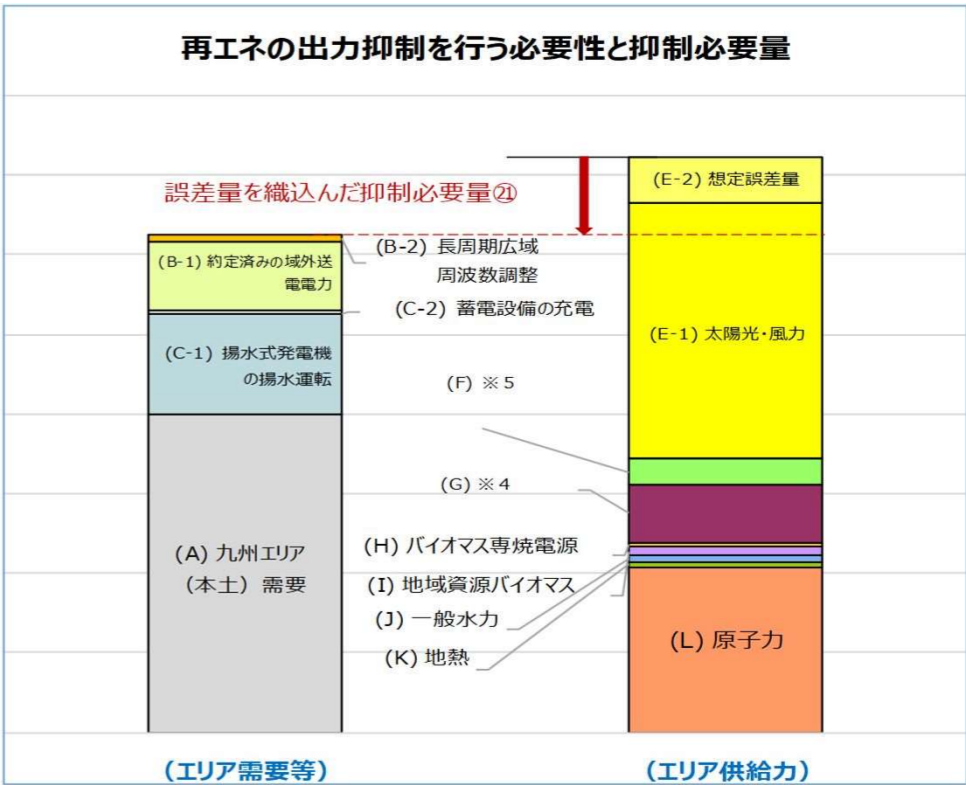 再エネの出力抑制を行う必要性と抑制必要量
誤差量を織込んだ抑制必要量㉑
(E-2) 想定誤差量
(B-1) 約定済みの域外送
電電力
(B-2) 長周期広域
周波数調整
(C-2) 蓄電設備の充電
(E-1) 太陽光・風力
(C-1) 揚水式発電機
の揚水運転
(F) ※5
(G) ※4
(A) 九州エリア
(本土) 需要
(H) バイオマス専焼電源
(I) 地域資源バイオマス
(J) 一般水力
(K) 地熱
(L) 原子力
(エリア需要等)
(エリア供給力)